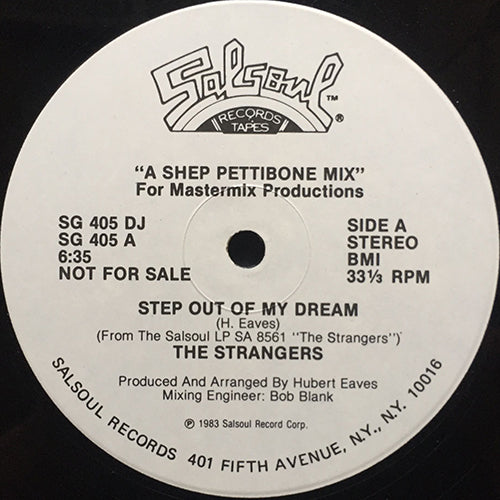 Salsoul ™
RECORDS
TAPES ®
"A SHEP PETTIBONE MIX"
For Mastermix Productions
SG 405 DJ
SG 405 A
6:35
NOT FOR SALE
SIDE A
STEREO
BMI
33⅓ RPM
STEP OUT OF MY DREAM
(H. Eaves)
(From The Salsoul LP SA 8561 "The Strangers")
THE STRANGERS
Produced And Arranged By Hubert Eaves
Mixing Engineer: Bob Blank
℗ 1983 Salsoul Record Corp.
SALSOUL RECORDS 401 FIFTH AVENUE, N.Y., N.Y. 10016